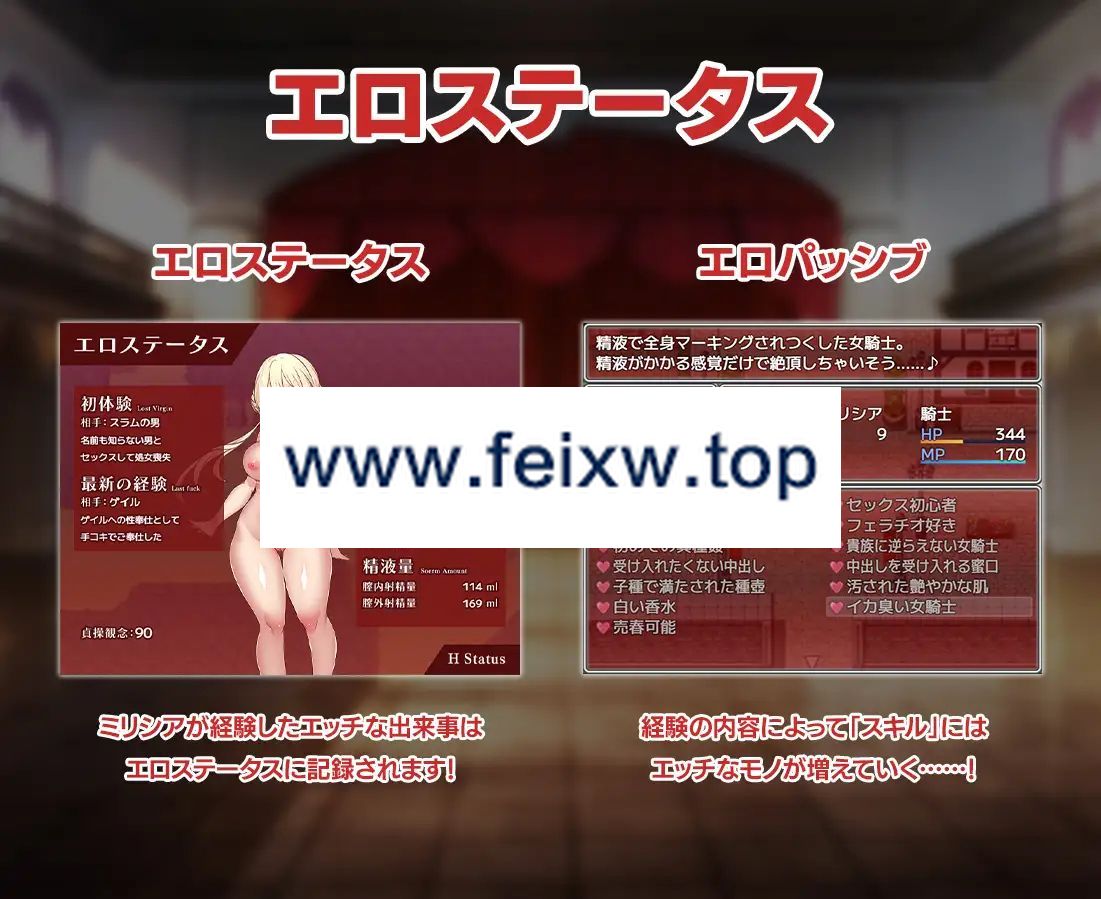 エロステータス
エロステータス
エロステータス
初体験 Lost Virgin
相手：スラムの男
名前も知らない男と
セックスして処女喪失
最新の経験 Last fuck
相手：ゲイル
ゲイルへの性奉仕として
手コキでご奉仕した
貞操観念：90
精液量 Soerm Amount
膣内射精量 114 ml
膣外射精量 169 ml
H Status
ミリシアが経験したエッチな出来事は
エロステータスに記録されます！
www.feixw.top
エロパッシブ
精液で全身マーキングされつくした女騎士。
精液がかかる感覚だけで絶頂しちゃいそう……♪
リシア 騎士
9 HP 344
MP 170
セックス初心者
フェラチオ好き
貴族に逆らえない女騎士
受け入れたくない中出し 中出しを受け入れる蜜口
子種で満たされた種壺 汚された艶やかな肌
白い香水 イカ臭い女騎士
売春可能
経験の内容によって「スキル」には
エッチなモノが増えていく……！